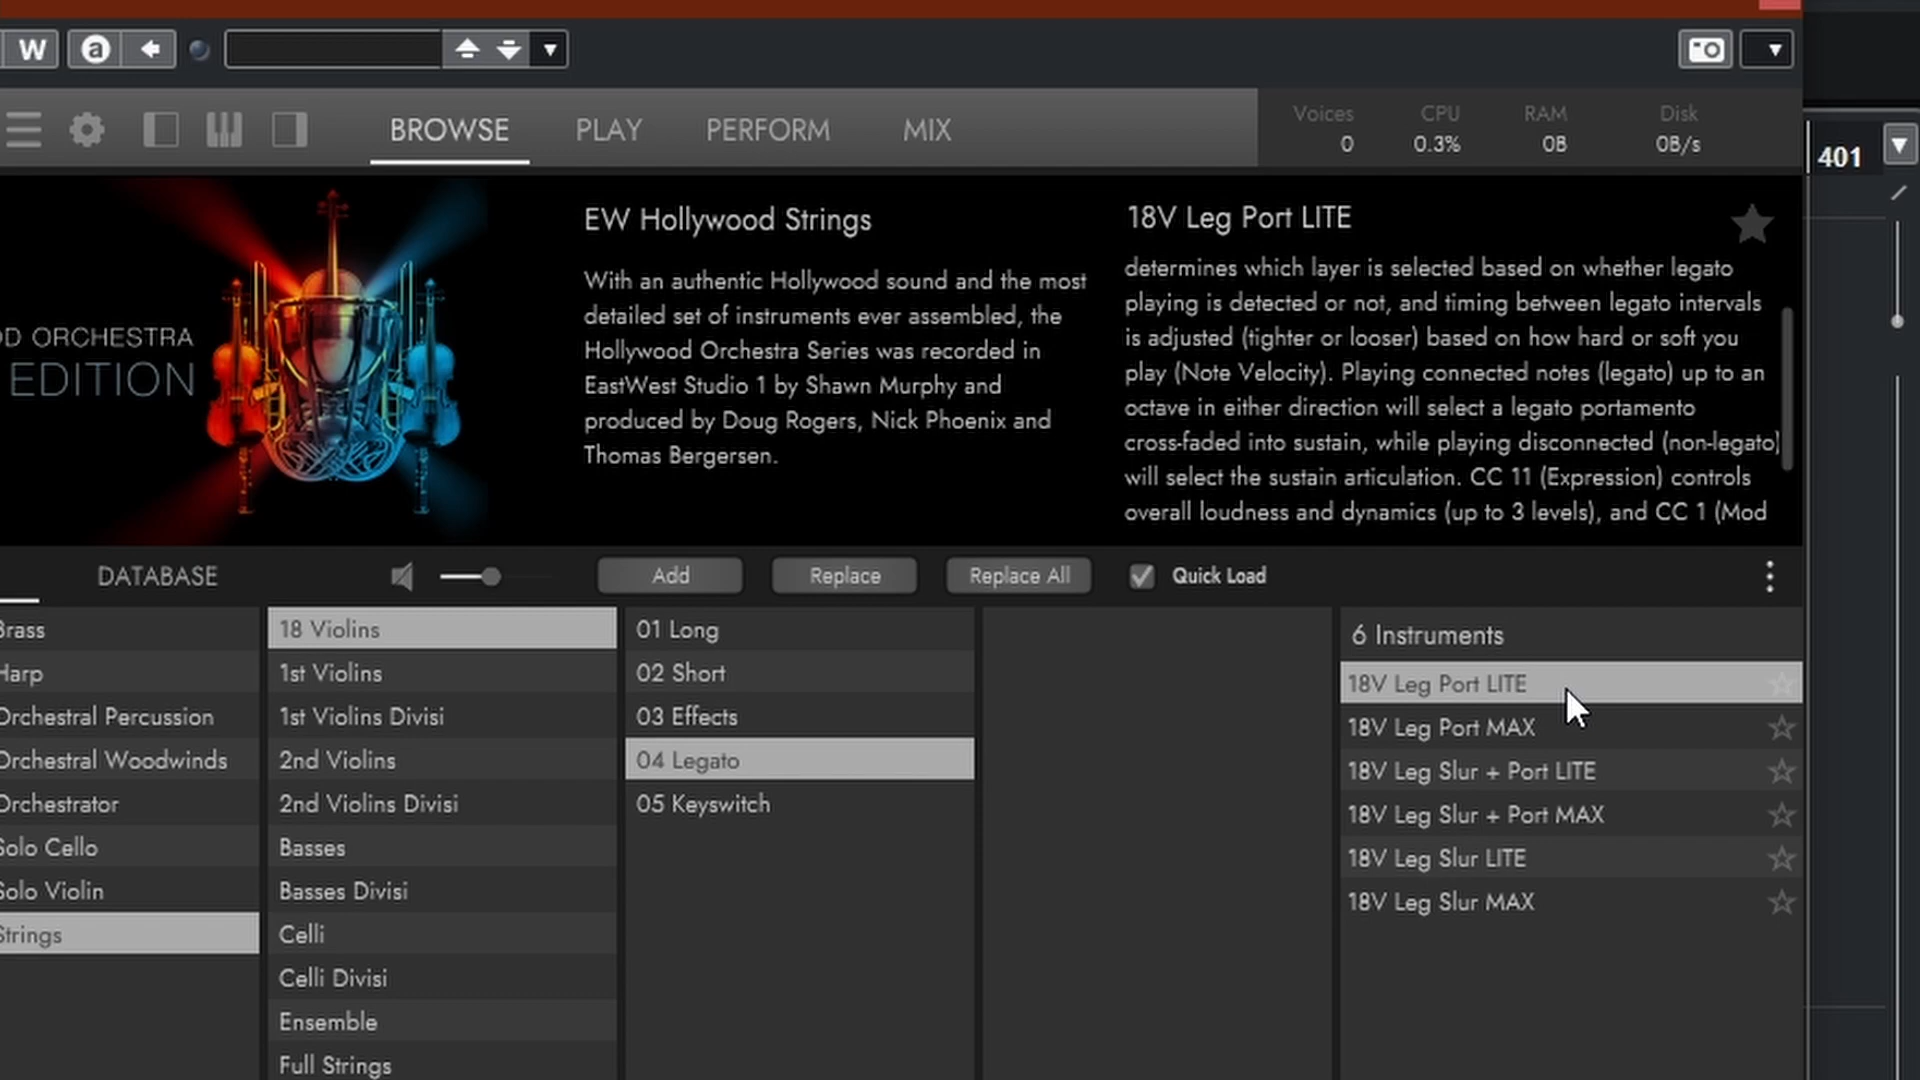 W a
BROWSE PLAY PERFORM MIX
Voices CPU RAM Disk
0 0.3% 0B 0B/s
401
OD ORCHESTRA
EDITION
EW Hollywood Strings
With an authentic Hollywood sound and the most
detailed set of instruments ever assembled, the
Hollywood Orchestra Series was recorded in
EastWest Studio 1 by Shawn Murphy and
produced by Doug Rogers, Nick Phoenix and
Thomas Bergersen.
18V Leg Port LITE
determines which layer is selected based on whether legato
playing is detected or not, and timing between legato intervals
is adjusted (tighter or looser) based on how hard or soft you
play (Note Velocity). Playing connected notes (legato) up to an
octave in either direction will select a legato portamento
cross-faded into sustain, while playing disconnected (non-legato)
will select the sustain articulation. CC 11 (Expression) controls
overall loudness and dynamics (up to 3 levels), and CC 1 (Mod
DATABASE Add Replace Replace All Quick Load
Brass
Harp
Orchestral Percussion
Orchestral Woodwinds
Orchestrator
Solo Cello
Solo Violin
Strings
18 Violins
1st Violins
1st Violins Divisi
2nd Violins
2nd Violins Divisi
Basses
Basses Divisi
Celli
Celli Divisi
Ensemble
Full Strings
01 Long
02 Short
03 Effects
04 Legato
05 Keyswitch
6 Instruments
18V Leg Port LITE
18V Leg Port MAX
18V Leg Slur + Port LITE
18V Leg Slur + Port MAX
18V Leg Slur LITE
18V Leg Slur MAX